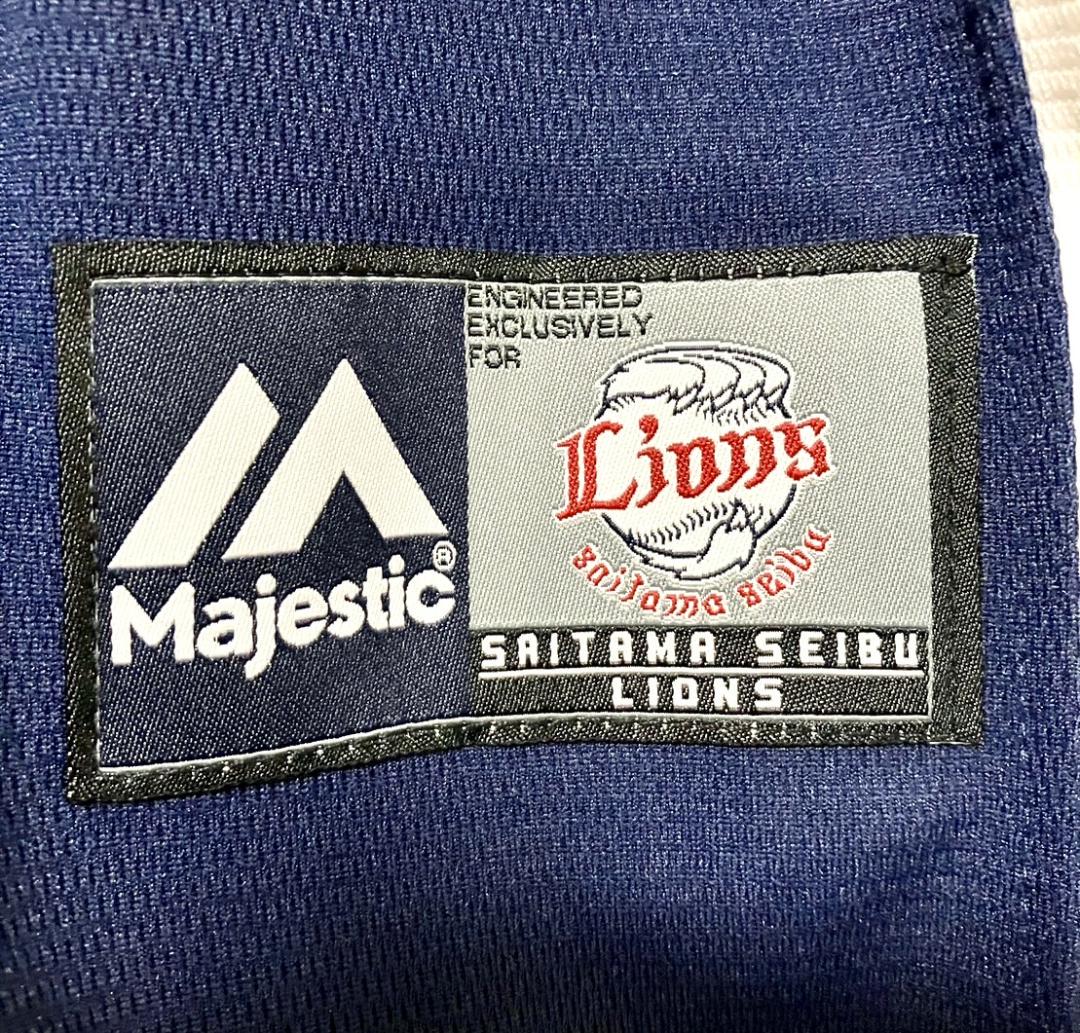 Majestic®
ENGINEERED
EXCLUSIVELY
FOR
Lions
saitama seibu
SAITAMA SEIBU
LIONS